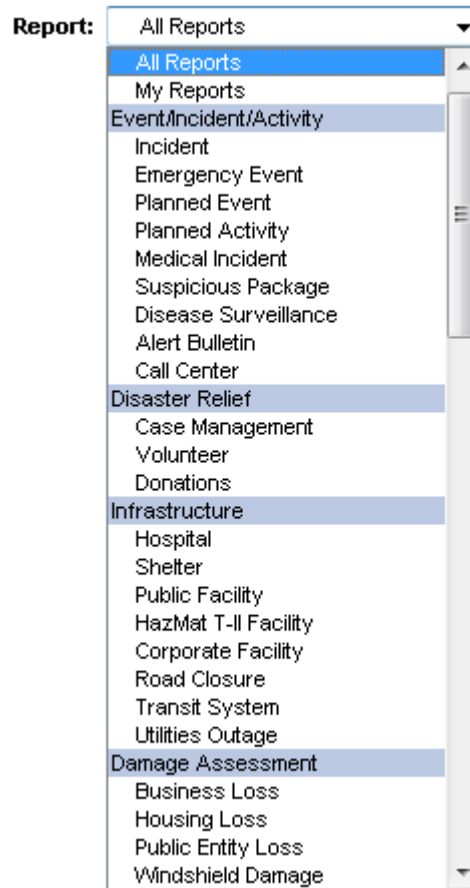 Report: All Reports
All Reports
My Reports
Event/Incident/Activity
Incident
Emergency Event
Planned Event
Planned Activity
Medical Incident
Suspicious Package
Disease Surveillance
Alert Bulletin
Call Center
Disaster Relief
Case Management
Volunteer
Donations
Infrastructure
Hospital
Shelter
Public Facility
HazMat T-II Facility
Corporate Facility
Road Closure
Transit System
Utilities Outage
Damage Assessment
Business Loss
Housing Loss
Public Entity Loss
Windshield Damage